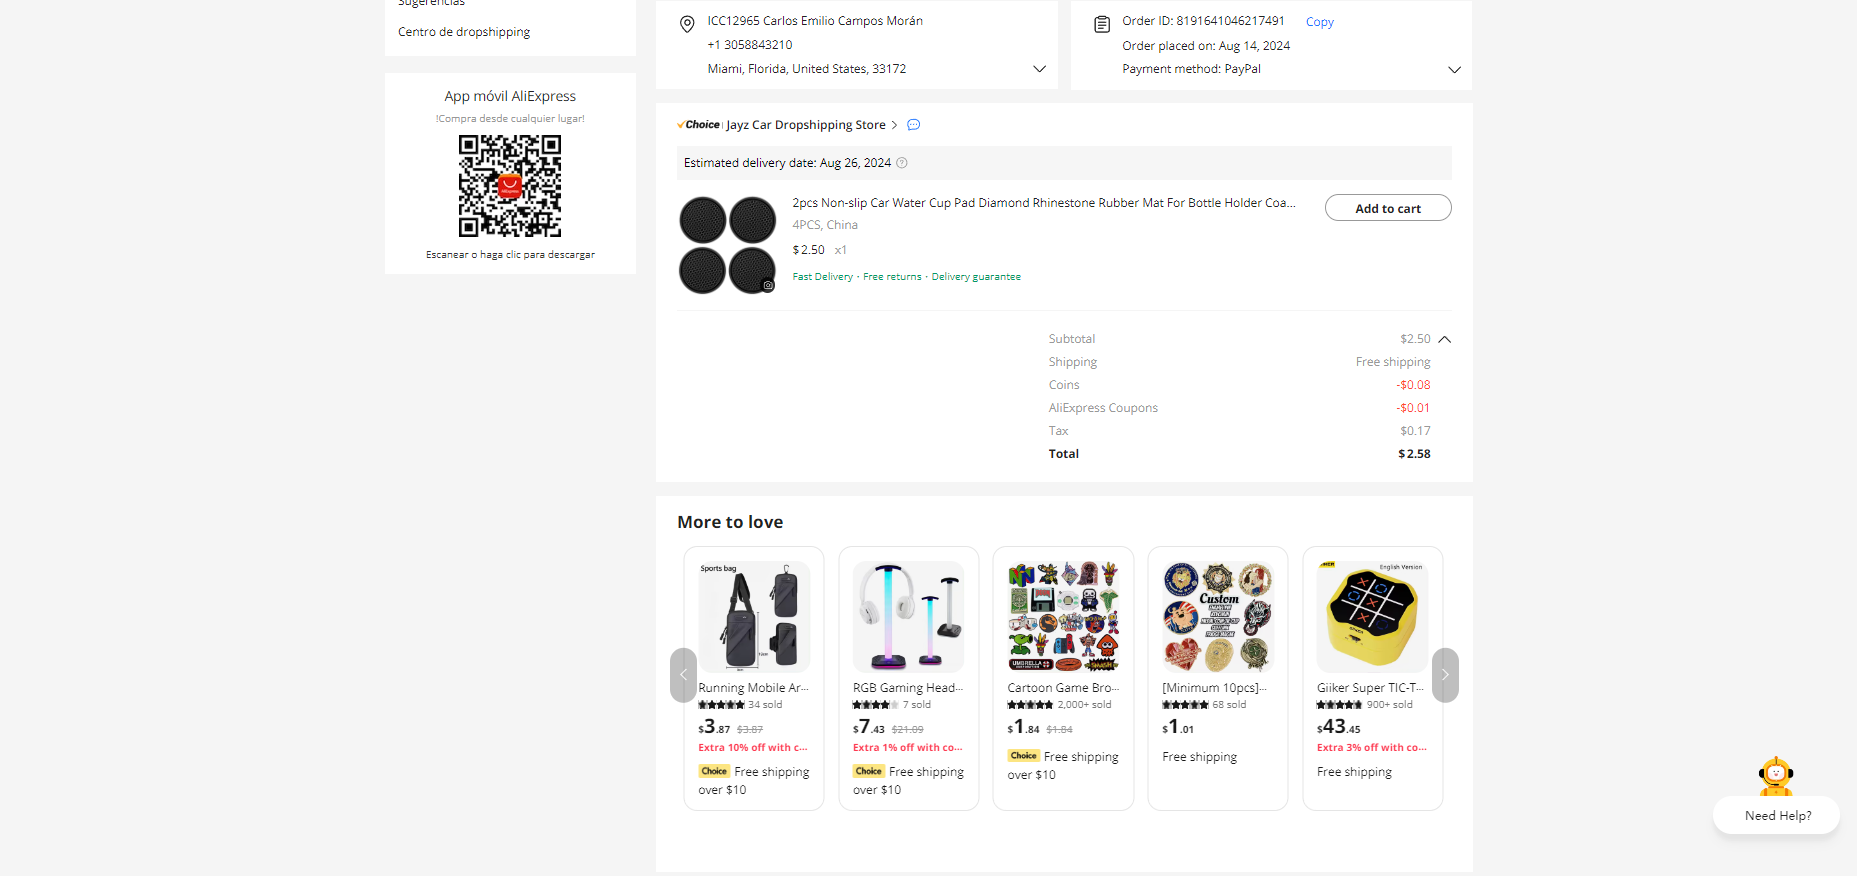 Sugerencias
Centro de dropshipping
App móvil AliExpress
!Compra desde cualquier lugar!
AliExpress
Escanear o haga clic para descargar
ICC12965 Carlos Emilio Campos Morán
+1 3058843210
Miami, Florida, United States, 33172
Order ID: 8191641046217491 Copy
Order placed on: Aug 14, 2024
Payment method: PayPal
Choice Jayz Car Dropshipping Store
Estimated delivery date: Aug 26, 2024
2pcs Non-slip Car Water Cup Pad Diamond Rhinestone Rubber Mat For Bottle Holder Coa...
Add to cart
4PCS, China
$2.50 x1
Fast Delivery · Free returns · Delivery guarantee
Subtotal $2.50
Shipping Free shipping
Coins -$0.08
AliExpress Coupons -$0.01
Tax $0.17
Total $2.58
More to love
Sports bag
Running Mobile Ar...
34 sold
$3.87 $3.87
Extra 10% off with c...
Choice Free shipping
over $10
RGB Gaming Head...
7 sold
$7.43 $21.09
Extra 1% off with co...
Choice Free shipping
over $10
UMBRELLA
Cartoon Game Bro...
2,000+ sold
$1.84 $1.84
Choice Free shipping
over $10
Custom
[Minimum 10pcs]...
68 sold
$1.01
Free shipping
English Version
Giiker Super TIC-T...
900+ sold
$43.45
Extra 3% off with co...
Free shipping
Need Help?